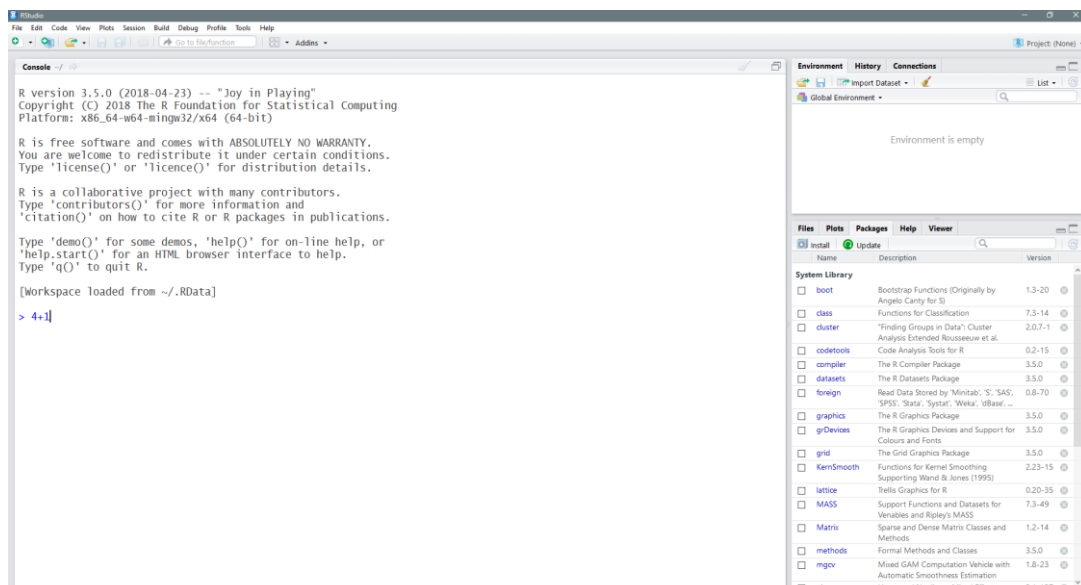 RStudio
File Edit Code View Plots Session Build Debug Profile Tools Help
Go to file/function Addins Project: (None)
Console ~/
R version 3.5.0 (2018-04-23) -- "Joy in Playing"
Copyright (C) 2018 The R Foundation for Statistical Computing
Platform: x86_64-w64-mingw32/x64 (64-bit)
R is free software and comes with ABSOLUTELY NO WARRANTY.
You are welcome to redistribute it under certain conditions.
Type 'license()' or 'licence()' for distribution details.
R is a collaborative project with many contributors.
Type 'contributors()' for more information and
'citation()' on how to cite R or R packages in publications.
Type 'demo()' for some demos, 'help()' for on-line help, or
'help.start()' for an HTML browser interface to help.
Type 'q()' to quit R.
[Workspace loaded from ~/.RData]
> 4+1
Environment History Connections
Import Dataset List
Global Environment
Environment is empty
Files Plots Packages Help Viewer
Install Update
Name Description Version
System Library
boot Bootstrap Functions (Originally by 1.3-20
Angelo Canty for S)
class Functions for Classification 7.3-14
cluster "Finding Groups in Data": Cluster 2.0.7-1
Analysis Extended Rousseeuw et al.
codetools Code Analysis Tools for R 0.2-15
compiler The R Compiler Package 3.5.0
datasets The R Datasets Package 3.5.0
foreign Read Data Stored by 'Minitab', 'S', 'SAS', 0.8-70
'SPSS', 'Stata', 'Systat', 'Weka', 'dBase', ...
graphics The R Graphics Package 3.5.0
grDevices The R Graphics Devices and Support for 3.5.0
Colours and Fonts
grid The Grid Graphics Package 3.5.0
KernSmooth Functions for Kernel Smoothing 2.23-15
Supporting Wand & Jones (1995)
lattice Trellis Graphics for R 0.20-35
MASS Support Functions and Datasets for 7.3-49
Venables and Ripley's MASS
Matrix Sparse and Dense Matrix Classes and 1.2-14
Methods
methods Formal Methods and Classes 3.5.0
mgcv Mixed GAM Computation Vehicle with 1.8-23
Automatic Smoothness Estimation